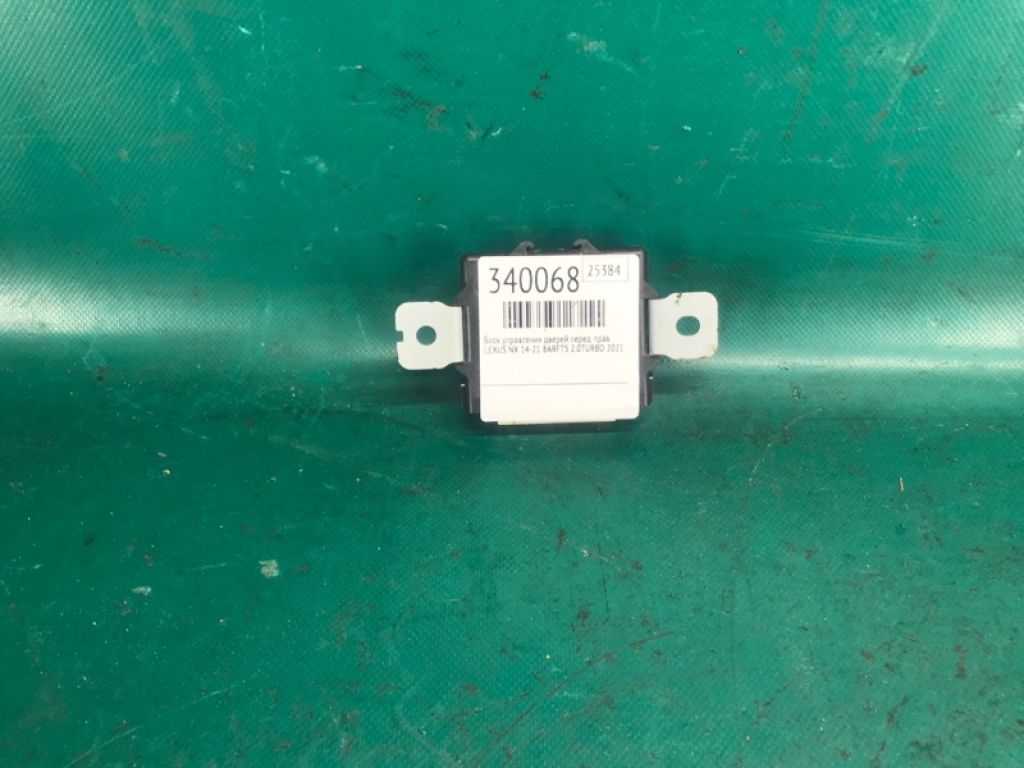 340068 25384
Блок управления дверей перед. прав.
LEXUS NX 14-21 8ARFTS 2.0TURBO 2021